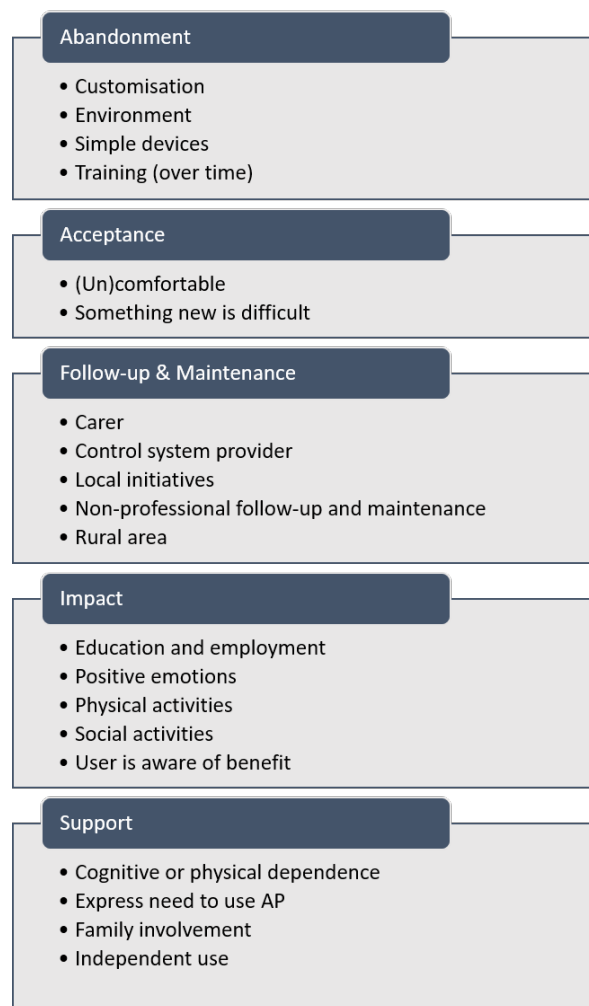 Abandonment
• Customisation
• Environment
• Simple devices
• Training (over time)
Acceptance
• (Un)comfortable
• Something new is difficult
Follow-up & Maintenance
• Carer
• Control system provider
• Local initiatives
• Non-professional follow-up and maintenance
• Rural area
Impact
• Education and employment
• Positive emotions
• Physical activities
• Social activities
• User is aware of benefit
Support
• Cognitive or physical dependence
• Express need to use AP
• Family involvement
• Independent use